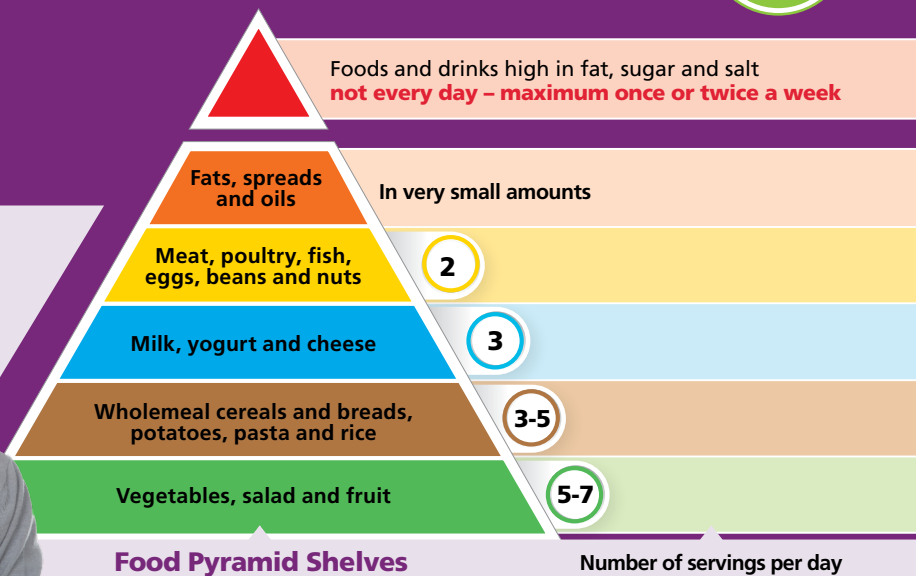 Foods and drinks high in fat, sugar and salt
not every day – maximum once or twice a week
Fats, spreads
and oils
In very small amounts
Meat, poultry, fish,
eggs, beans and nuts
2
Milk, yogurt and cheese
3
Wholemeal cereals and breads,
potatoes, pasta and rice
3-5
Vegetables, salad and fruit
5-7
Food Pyramid Shelves
Number of servings per day